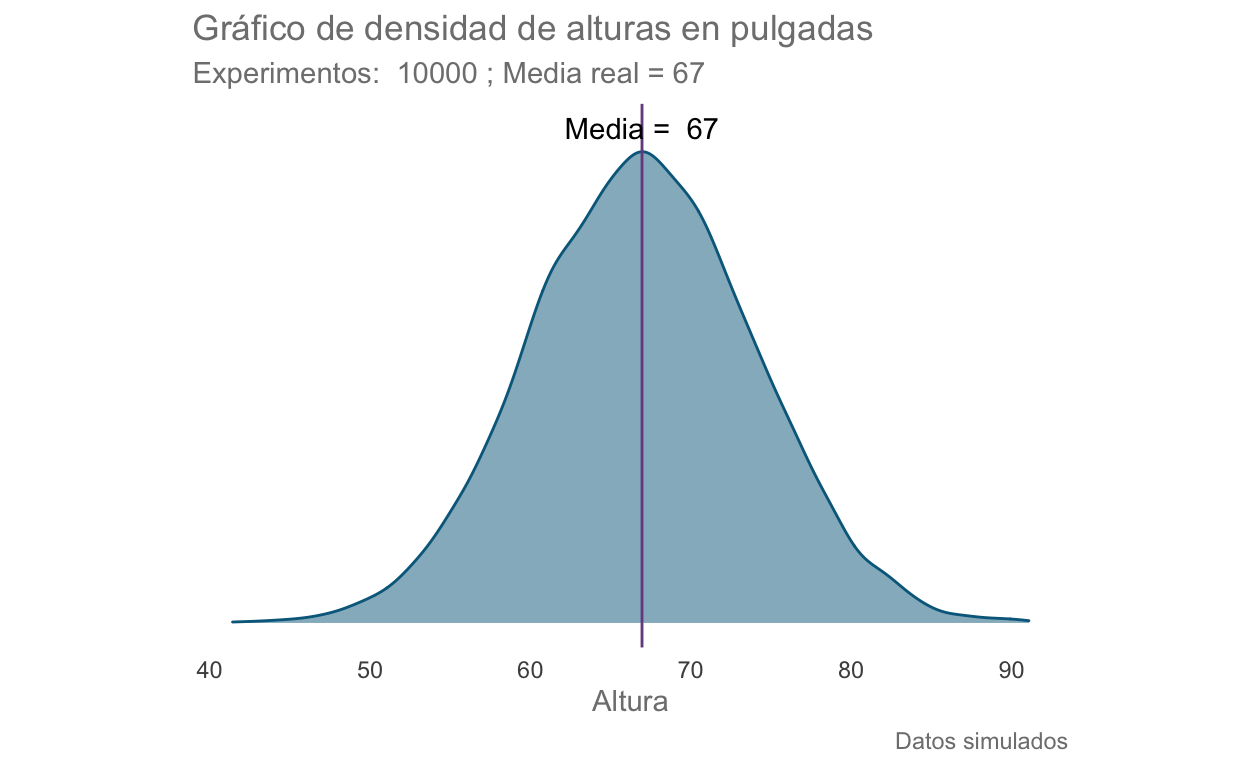 Gráfico de densidad de alturas en pulgadas
Experimentos:  10000 ; Media real = 67
Media =  67
40 50 60 70 80 90
Altura
Datos simulados